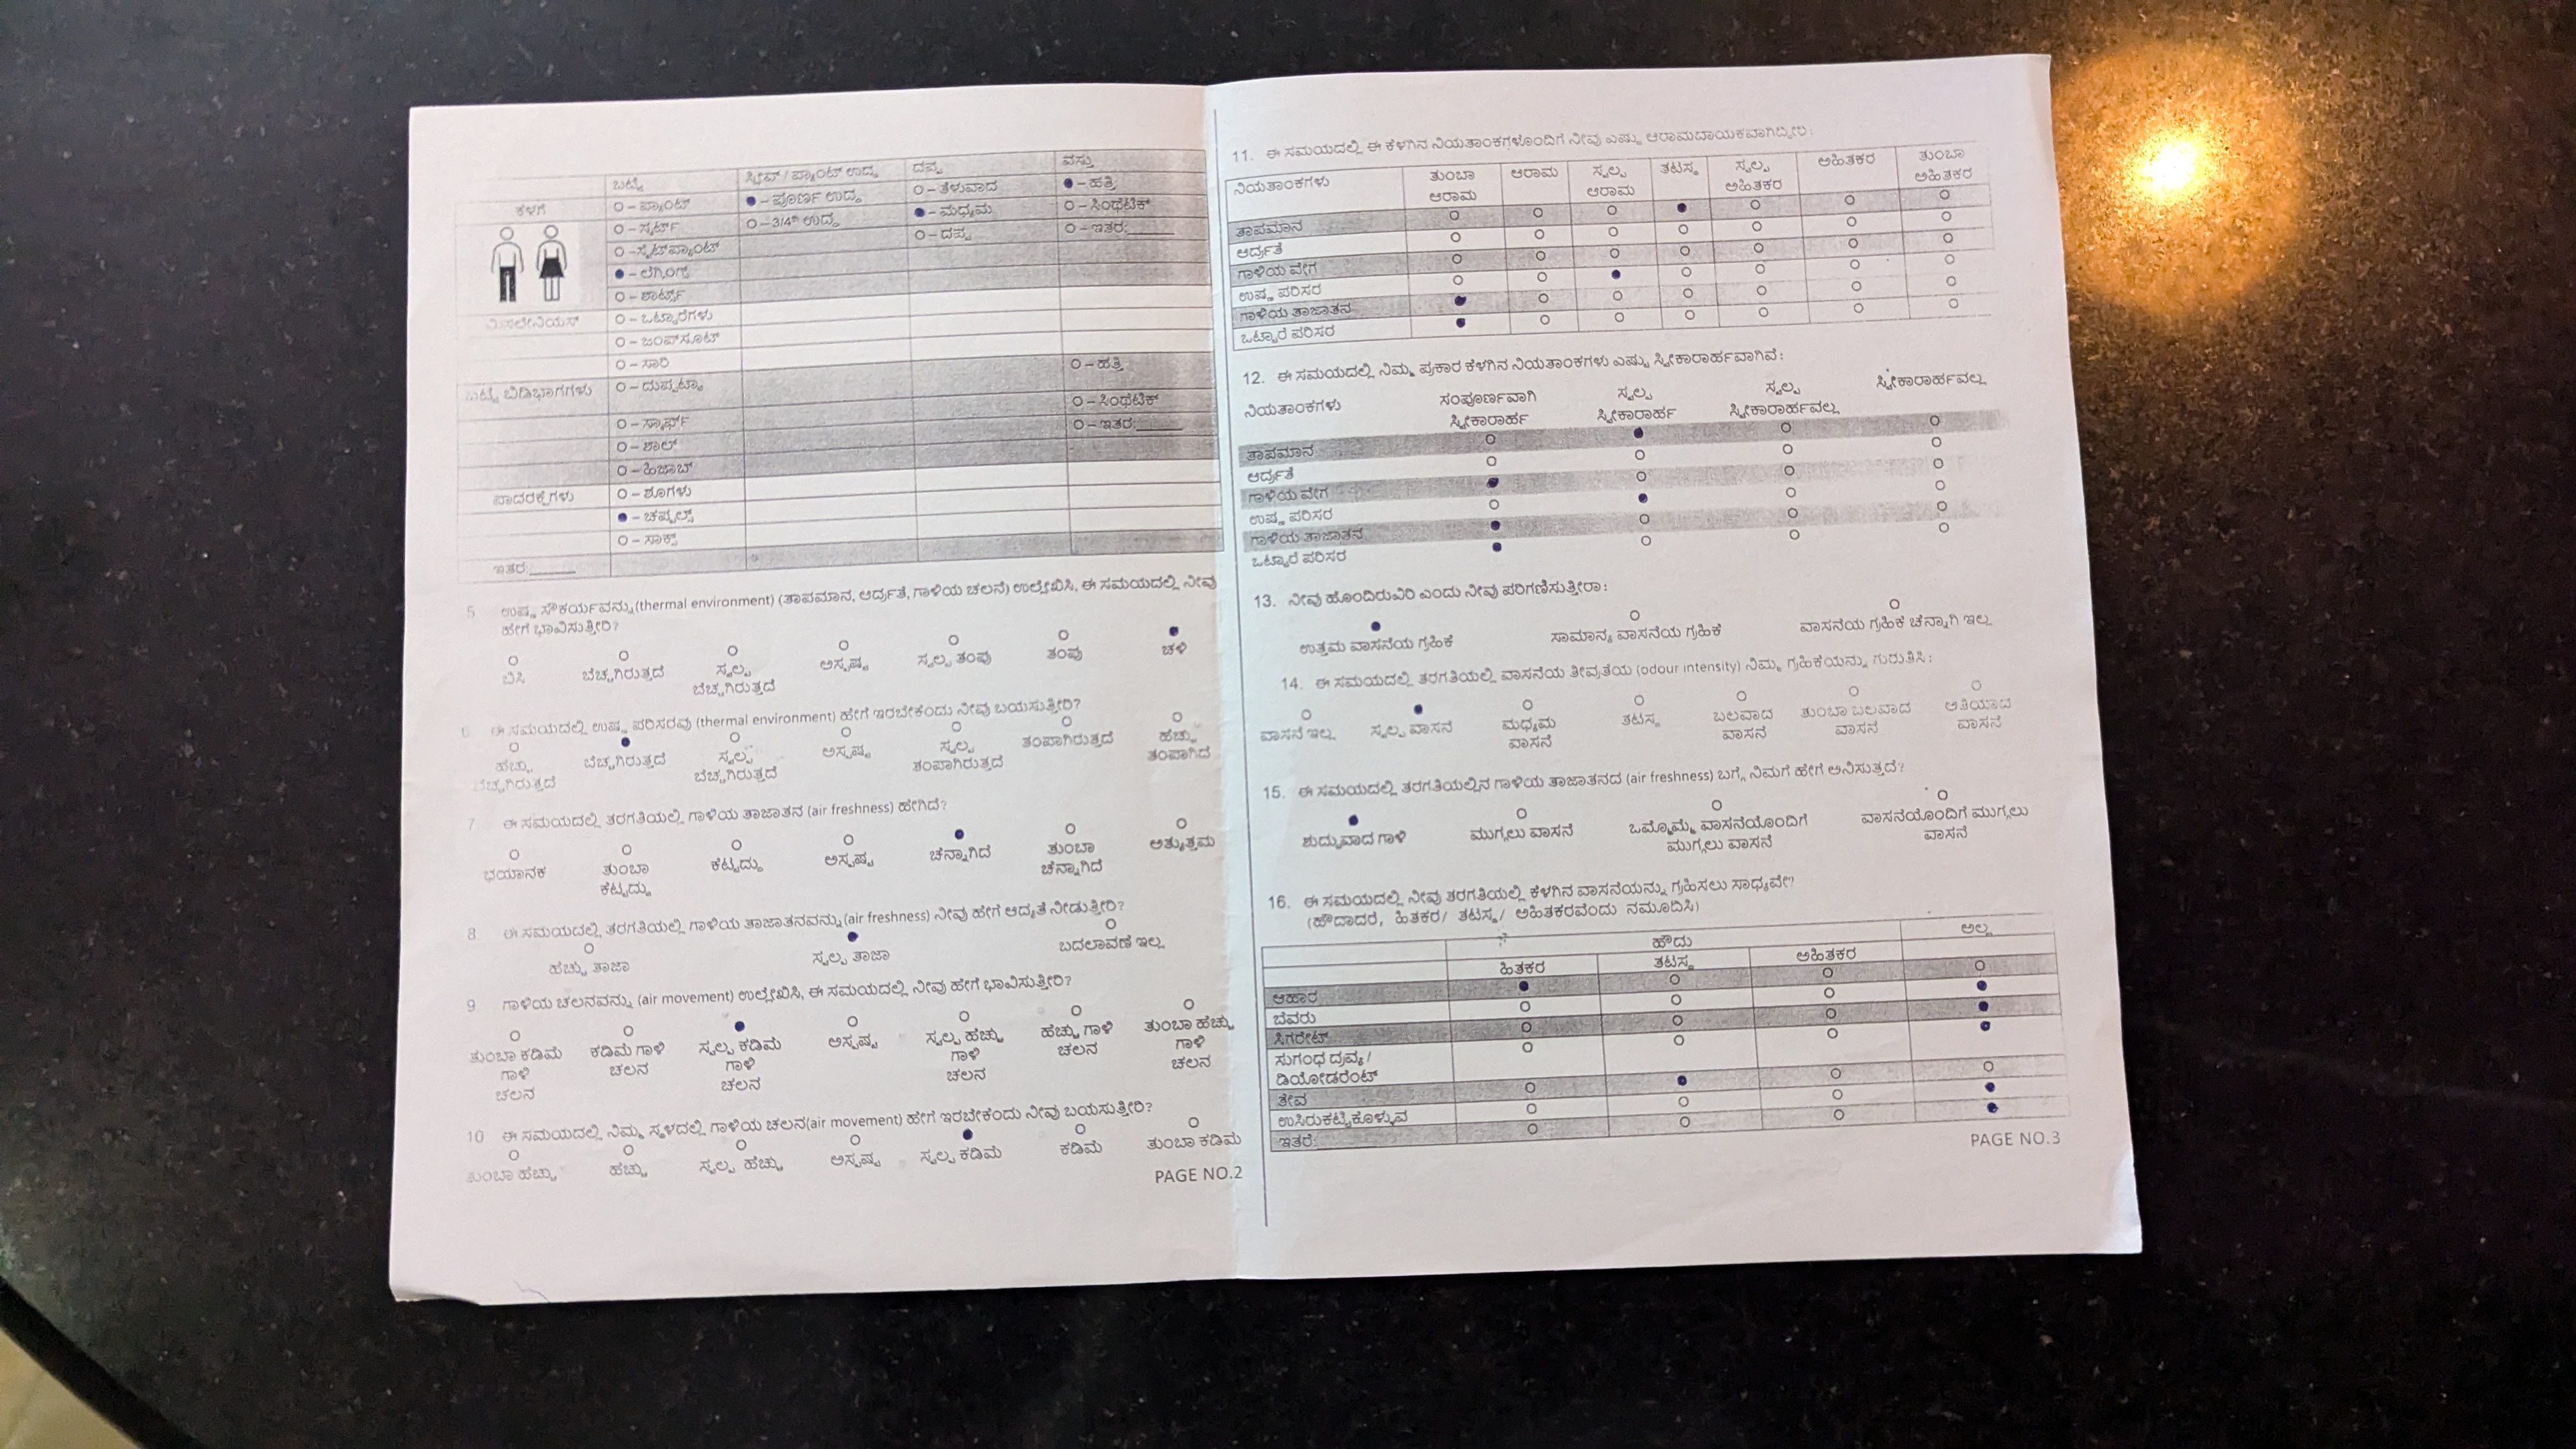 ಬಟ್ಟೆ ಸ್ಲೀವ್ / ಪ್ಯಾಂಟ್ ಉದ್ದ ದಪ್ಪ ವಸ್ತು
ಕೆಳಗೆ ○ – ಪ್ಯಾಂಟ್ ● – ಪೂರ್ಣ ಉದ್ದ ○ – ತೆಳುವಾದ ● – ಹತ್ತಿ
○ – ಸ್ಕರ್ಟ್ ○ – 3/4ᵗʰ ಉದ್ದ ● – ಮಧ್ಯಮ ○ – ಸಿಂಥೆಟಿಕ್
○ – ಸ್ವೆಟ್‌ಪ್ಯಾಂಟ್ ○ – ದಪ್ಪ ○ – ಇತರ:______
● – ಲೆಗ್ಗಿಂಗ್ಸ್
○ – ಶಾರ್ಟ್ಸ್
ಮಿಸಲೇನಿಯಸ್ ○ – ಒಟ್ಟಾರೆಗಳು
○ – ಜಂಪ್‌ಸೂಟ್
○ – ಸಾರಿ
ಬಟ್ಟೆ ಬಿಡಿಭಾಗಗಳು ○ – ದುಪ್ಪಟ್ಟಾ ○ – ಹತ್ತಿ
○ – ಸ್ಕಾರ್ಫ್ ○ – ಸಿಂಥೆಟಿಕ್
○ – ಶಾಲ್ ○ – ಇತರ:______
○ – ಹಿಜಾಬ್
ಪಾದರಕ್ಷೆಗಳು ○ – ಶೂಗಳು
● – ಚಪ್ಪಲ್ಸ್
○ – ಸಾಕ್ಸ್
ಇತರ:______
5 ಉಷ್ಣ ಸೌಕರ್ಯವನ್ನು (thermal environment) (ತಾಪಮಾನ, ಆರ್ದ್ರತೆ, ಗಾಳಿಯ ಚಲನೆ) ಉಲ್ಲೇಖಿಸಿ, ಈ ಸಮಯದಲ್ಲಿ ನೀವು
ಹೇಗೆ ಭಾವಿಸುತ್ತೀರಿ?
○ ○ ○ ○ ○ ○ ●
ಬಿಸಿ ಬೆಚ್ಚಗಿರುತ್ತದೆ ಸ್ವಲ್ಪ ಅಸ್ಪಷ್ಟ ಸ್ವಲ್ಪ ತಂಪು ತಂಪು ಚಳಿ
ಬೆಚ್ಚಗಿರುತ್ತದೆ
6 ಈ ಸಮಯದಲ್ಲಿ ಉಷ್ಣ ಪರಿಸರವು (thermal environment) ಹೇಗೆ ಇರಬೇಕೆಂದು ನೀವು ಬಯಸುತ್ತೀರಿ?
○ ● ○ ○ ○ ○ ○
ಹೆಚ್ಚು ಬೆಚ್ಚಗಿರುತ್ತದೆ ಸ್ವಲ್ಪ ಅಸ್ಪಷ್ಟ ಸ್ವಲ್ಪ ತಂಪಾಗಿರುತ್ತದೆ ಹೆಚ್ಚು
ಬೆಚ್ಚಗಿರುತ್ತದೆ ಬೆಚ್ಚಗಿರುತ್ತದೆ ತಂಪಾಗಿರುತ್ತದೆ ತಂಪಾಗಿದೆ
7 ಈ ಸಮಯದಲ್ಲಿ ತರಗತಿಯಲ್ಲಿ ಗಾಳಿಯ ತಾಜಾತನ (air freshness) ಹೇಗಿದೆ?
○ ○ ○ ○ ● ○ ○
ಭಯಾನಕ ತುಂಬಾ ಕೆಟ್ಟದ್ದು ಅಸ್ಪಷ್ಟ ಚೆನ್ನಾಗಿದೆ ತುಂಬಾ ಅತ್ಯುತ್ತಮ
ಕೆಟ್ಟದ್ದು ಚೆನ್ನಾಗಿದೆ
8 ಈ ಸಮಯದಲ್ಲಿ ತರಗತಿಯಲ್ಲಿ ಗಾಳಿಯ ತಾಜಾತನವನ್ನು (air freshness) ನೀವು ಹೇಗೆ ಆದ್ಯತೆ ನೀಡುತ್ತೀರಿ?
○ ● ○
ಹೆಚ್ಚು ತಾಜಾ ಸ್ವಲ್ಪ ತಾಜಾ ಬದಲಾವಣೆ ಇಲ್ಲ
9 ಗಾಳಿಯ ಚಲನವನ್ನು (air movement) ಉಲ್ಲೇಖಿಸಿ, ಈ ಸಮಯದಲ್ಲಿ ನೀವು ಹೇಗೆ ಭಾವಿಸುತ್ತೀರಿ?
○ ○ ● ○ ○ ○ ○
ತುಂಬಾ ಕಡಿಮೆ ಕಡಿಮೆ ಗಾಳಿ ಸ್ವಲ್ಪ ಕಡಿಮೆ ಅಸ್ಪಷ್ಟ ಸ್ವಲ್ಪ ಹೆಚ್ಚು ಹೆಚ್ಚು ಗಾಳಿ ತುಂಬಾ ಹೆಚ್ಚು
ಗಾಳಿ ಚಲನ ಗಾಳಿ ಗಾಳಿ ಚಲನ ಗಾಳಿ
ಚಲನ ಚಲನ ಚಲನ ಚಲನ
10 ಈ ಸಮಯದಲ್ಲಿ ನಿಮ್ಮ ಸ್ಥಳದಲ್ಲಿ ಗಾಳಿಯ ಚಲನ(air movement) ಹೇಗೆ ಇರಬೇಕೆಂದು ನೀವು ಬಯಸುತ್ತೀರಿ?
○ ○ ○ ○ ● ○ ○
ತುಂಬಾ ಹೆಚ್ಚು ಹೆಚ್ಚು ಸ್ವಲ್ಪ ಹೆಚ್ಚು ಅಸ್ಪಷ್ಟ ಸ್ವಲ್ಪ ಕಡಿಮೆ ಕಡಿಮೆ ತುಂಬಾ ಕಡಿಮೆ
PAGE NO.2
11. ಈ ಸಮಯದಲ್ಲಿ ಈ ಕೆಳಗಿನ ನಿಯತಾಂಕಗಳೊಂದಿಗೆ ನೀವು ಎಷ್ಟು ಆರಾಮದಾಯಕವಾಗಿದ್ದೀರಿ:
ನಿಯತಾಂಕಗಳು ತುಂಬಾ ಆರಾಮ ಸ್ವಲ್ಪ ತಟಸ್ಥ ಸ್ವಲ್ಪ ಅಹಿತಕರ ತುಂಬಾ
ಆರಾಮ ಆರಾಮ ಅಹಿತಕರ ಅಹಿತಕರ
ತಾಪಮಾನ ○ ○ ○ ● ○ ○ ○
ಆರ್ದ್ರತೆ ○ ○ ○ ○ ○ ○ ○
ಗಾಳಿಯ ವೇಗ ○ ○ ○ ○ ○ ○ ○
ಉಷ್ಣ ಪರಿಸರ ○ ○ ● ○ ○ ○ ○
ಗಾಳಿಯ ತಾಜಾತನ ● ○ ○ ○ ○ ○ ○
ಒಟ್ಟಾರೆ ಪರಿಸರ ● ○ ○ ○ ○ ○ ○
12. ಈ ಸಮಯದಲ್ಲಿ ನಿಮ್ಮ ಪ್ರಕಾರ ಕೆಳಗಿನ ನಿಯತಾಂಕಗಳು ಎಷ್ಟು ಸ್ವೀಕಾರಾರ್ಹವಾಗಿವೆ:
ನಿಯತಾಂಕಗಳು ಸಂಪೂರ್ಣವಾಗಿ ಸ್ವಲ್ಪ ಸ್ವಲ್ಪ ಸ್ವೀಕಾರಾರ್ಹವಲ್ಲ
ಸ್ವೀಕಾರಾರ್ಹ ಸ್ವೀಕಾರಾರ್ಹ ಸ್ವೀಕಾರಾರ್ಹವಲ್ಲ
ತಾಪಮಾನ ○ ● ○ ○
ಆರ್ದ್ರತೆ ○ ○ ○ ○
ಗಾಳಿಯ ವೇಗ ● ○ ○ ○
ಉಷ್ಣ ಪರಿಸರ ○ ● ○ ○
ಗಾಳಿಯ ತಾಜಾತನ ● ○ ○ ○
ಒಟ್ಟಾರೆ ಪರಿಸರ ● ○ ○ ○
13. ನೀವು ಹೊಂದಿರುವಿರಿ ಎಂದು ನೀವು ಪರಿಗಣಿಸುತ್ತೀರಾ:
● ○ ○
ಉತ್ತಮ ವಾಸನೆಯ ಗ್ರಹಿಕೆ ಸಾಮಾನ್ಯ ವಾಸನೆಯ ಗ್ರಹಿಕೆ ವಾಸನೆಯ ಗ್ರಹಿಕೆ ಚೆನ್ನಾಗಿ ಇಲ್ಲ
14. ಈ ಸಮಯದಲ್ಲಿ ತರಗತಿಯಲ್ಲಿ ವಾಸನೆಯ ತೀವ್ರತೆಯ (odour intensity) ನಿಮ್ಮ ಗ್ರಹಿಕೆಯನ್ನು ಗುರುತಿಸಿ:
○ ● ○ ○ ○ ○ ○
ವಾಸನೆ ಇಲ್ಲ ಸ್ವಲ್ಪ ವಾಸನೆ ಮಧ್ಯಮ ತಟಸ್ಥ ಬಲವಾದ ತುಂಬಾ ಬಲವಾದ ಅತಿಯಾದ
ವಾಸನೆ ವಾಸನೆ ವಾಸನೆ ವಾಸನೆ
15. ಈ ಸಮಯದಲ್ಲಿ ತರಗತಿಯಲ್ಲಿನ ಗಾಳಿಯ ತಾಜಾತನದ (air freshness) ಬಗ್ಗೆ ನಿಮಗೆ ಹೇಗೆ ಅನಿಸುತ್ತದೆ?
● ○ ○ ○
ಶುದ್ಧವಾದ ಗಾಳಿ ಮುಗ್ಗಲು ವಾಸನೆ ಒಮ್ಮೊಮ್ಮೆ ವಾಸನೆಯೊಂದಿಗೆ ವಾಸನೆಯೊಂದಿಗೆ ಮುಗ್ಗಲು
ಮುಗ್ಗಲು ವಾಸನೆ ವಾಸನೆ
16. ಈ ಸಮಯದಲ್ಲಿ ನೀವು ತರಗತಿಯಲ್ಲಿ ಕೆಳಗಿನ ವಾಸನೆಯನ್ನು ಗ್ರಹಿಸಲು ಸಾಧ್ಯವೇ?
(ಹೌದಾದರೆ, ಹಿತಕರ/ ತಟಸ್ಥ/ ಅಹಿತಕರವೆಂದು ನಮೂದಿಸಿ)
ಹೌದು ಅಲ್ಲ
ಹಿತಕರ ತಟಸ್ಥ ಅಹಿತಕರ
ಆಹಾರ ● ○ ○ ○
ಬೆವರು ○ ○ ○ ●
ಸಿಗರೇಟ್ ○ ○ ○ ●
ಸುಗಂಧ ದ್ರವ್ಯ/ ○ ○ ○ ●
ಡಿಯೋಡರೆಂಟ್
ತೇವ ○ ● ○ ○
ಉಸಿರುಕಟ್ಟಿಕೊಳ್ಳುವ ○ ○ ○ ●
ಇತರೆ: ○ ○ ○ ●
PAGE NO.3